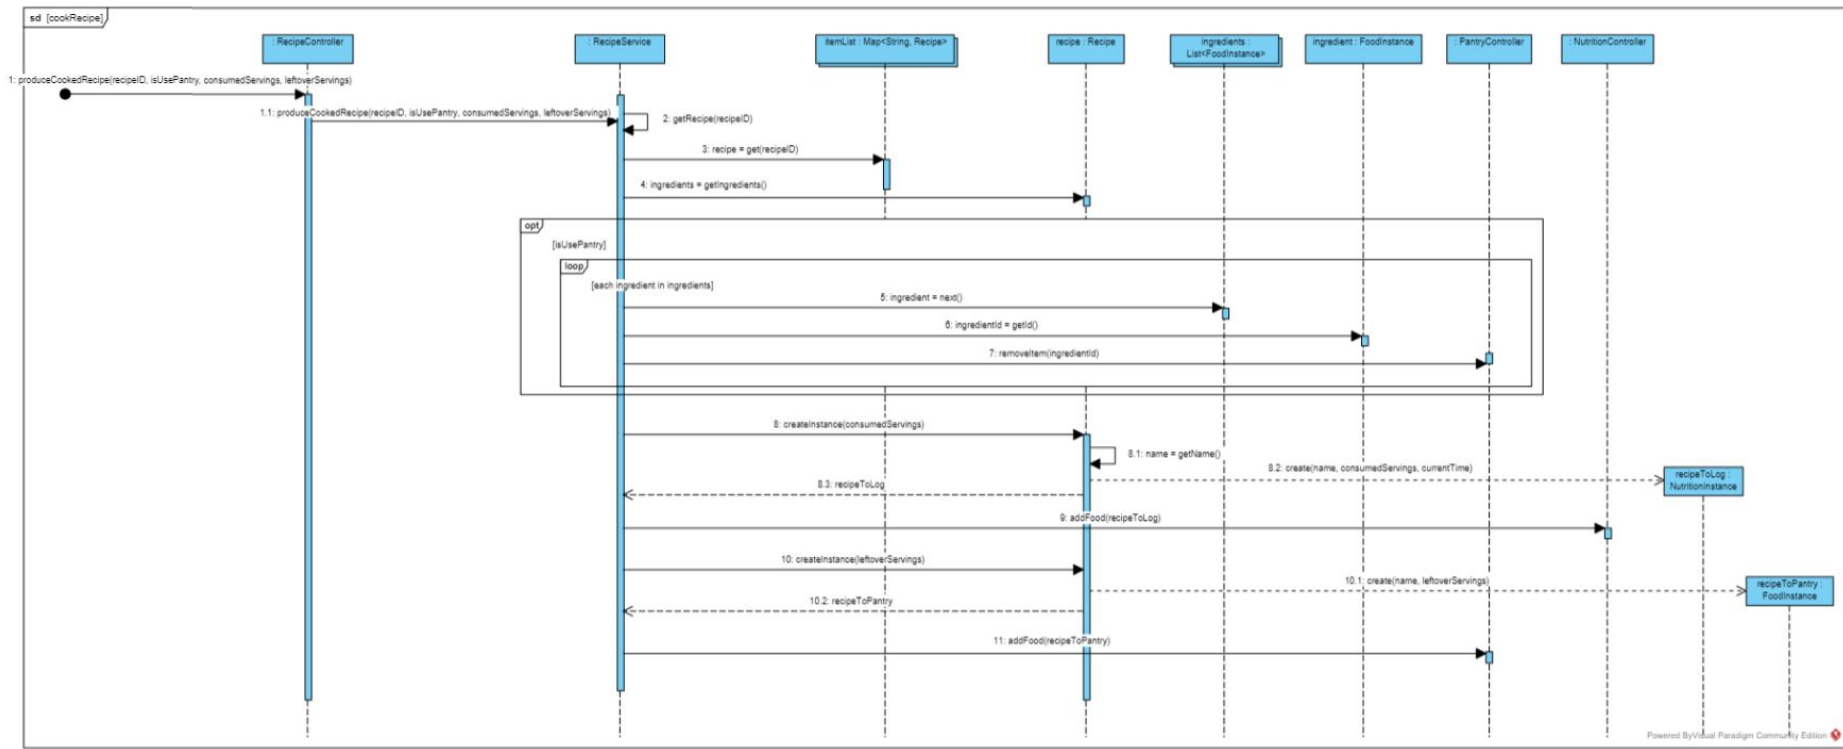 sd [cookRecipe]
: RecipeController
: RecipeService
itemList : Map<String, Recipe>
recipe : Recipe
ingredients :
List<FoodInstance>
ingredient : FoodInstance
: PantryController
: NutritionController
1: produceCookedRecipe(recipeID, isUsePantry, consumedServings, leftoverServings)
1.1: produceCookedRecipe(recipeID, isUsePantry, consumedServings, leftoverServings)
2: getRecipe(recipeID)
3: recipe = get(recipeID)
4: ingredients = getIngredients()
opt
[isUsePantry]
loop
[each ingredient in ingredients]
5: ingredient = next()
6: ingredientId = getId()
7: removeItem(ingredientId)
8: createInstance(consumedServings)
8.1: name = getName()
8.2: create(name, consumedServings, currentTime)
recipeToLog :
NutritionInstance
8.3: recipeToLog
9: addFood(recipeToLog)
10: createInstance(leftoverServings)
10.1: create(name, leftoverServings)
recipeToPantry :
FoodInstance
10.2: recipeToPantry
11: addFood(recipeToPantry)
Powered By Visual Paradigm Community Edition